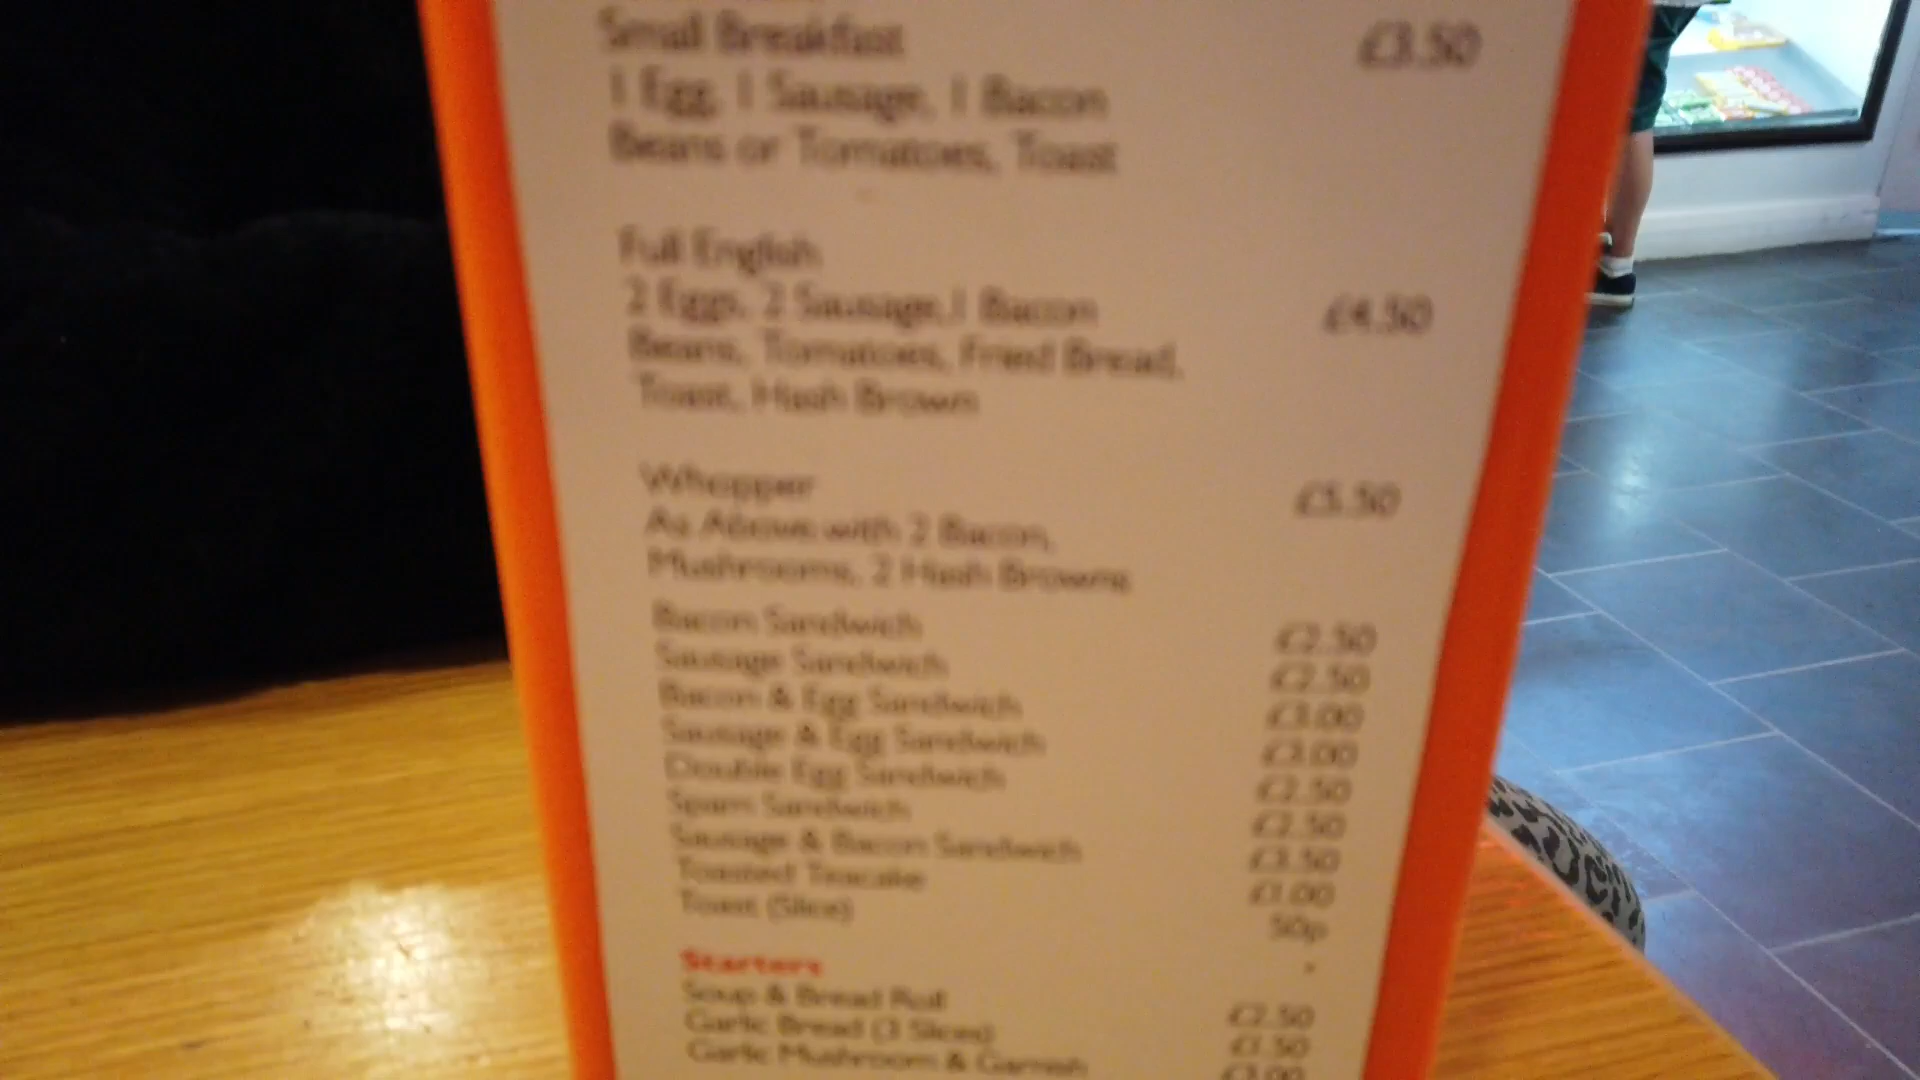 Small Breakfast £3.50
1 Egg, 1 Sausage, 1 Bacon
Beans or Tomatoes, Toast
Full English
2 Eggs, 2 Sausage,1 Bacon £4.50
Beans, Tomatoes, Fried Bread,
Toast, Hash Brown
Whopper £5.50
As Above with 2 Bacon,
Mushrooms, 2 Hash Browns
Bacon Sandwich £2.50
Sausage Sandwich £2.50
Bacon & Egg Sandwich £3.00
Sausage & Egg Sandwich £3.00
Double Egg Sandwich £2.50
Spam Sandwich £2.50
Sausage & Bacon Sandwich £3.50
Toasted Teacake £1.00
Toast (Slice) 50p
Starters
Soup & Bread Roll £2.50
Garlic Bread (3 Slices) £1.50
Garlic Mushroom & Garnish £3.00